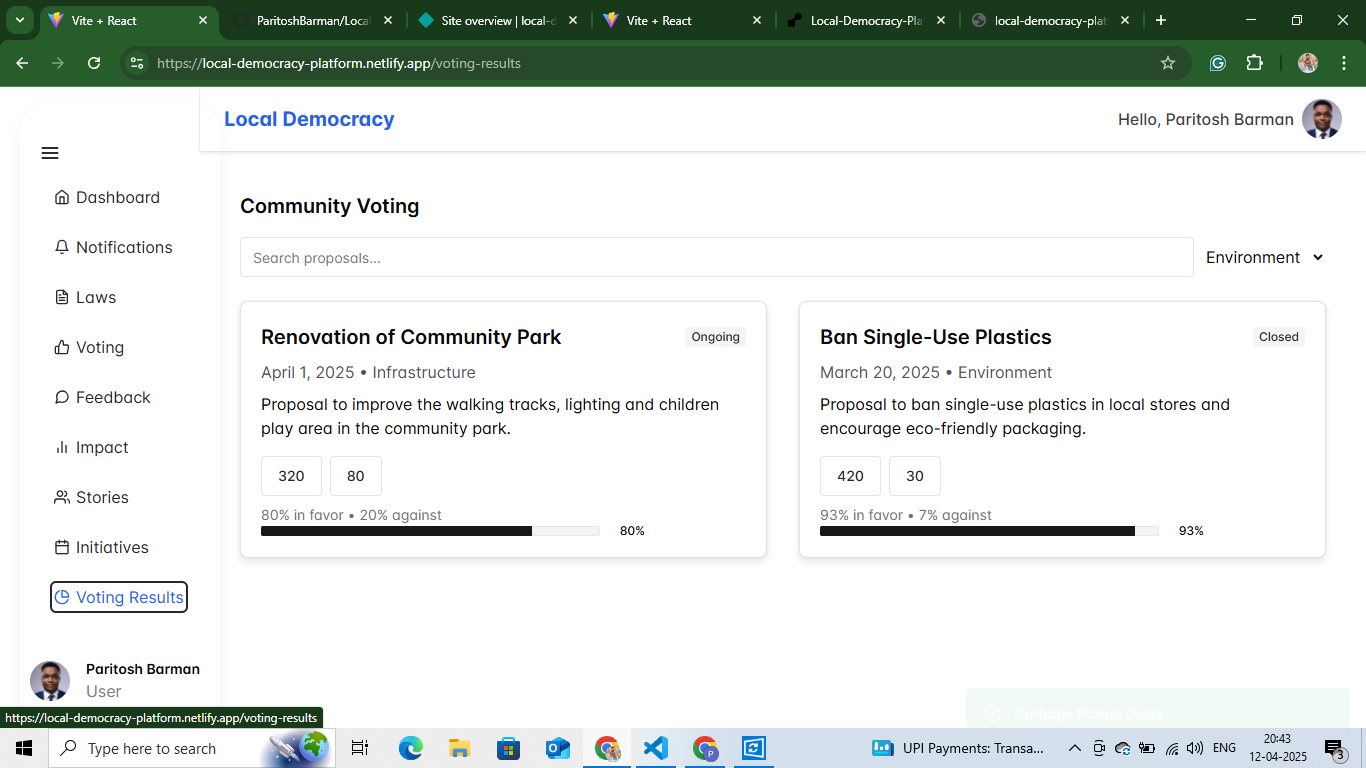 Vite + React
ParitoshBarman/Local
Site overview | local-d
Vite + React
Local-Democracy-Pla
local-democracy-plat
https://local-democracy-platform.netlify.app/voting-results
Local Democracy
Hello, Paritosh Barman
Dashboard
Notifications
Laws
Voting
Feedback
Impact
Stories
Initiatives
Voting Results
Paritosh Barman
User
Community Voting
Search proposals...
Environment
Renovation of Community Park
Ongoing
April 1, 2025 • Infrastructure
Proposal to improve the walking tracks, lighting and children
play area in the community park.
320 80
80% in favor • 20% against
80%
Ban Single-Use Plastics
Closed
March 20, 2025 • Environment
Proposal to ban single-use plastics in local stores and
encourage eco-friendly packaging.
420 30
93% in favor • 7% against
93%
Garbage Pickup Delay
https://local-democracy-platform.netlify.app/voting-results
Type here to search
UPI Payments: Transa...
ENG
20:43
12-04-2025
3